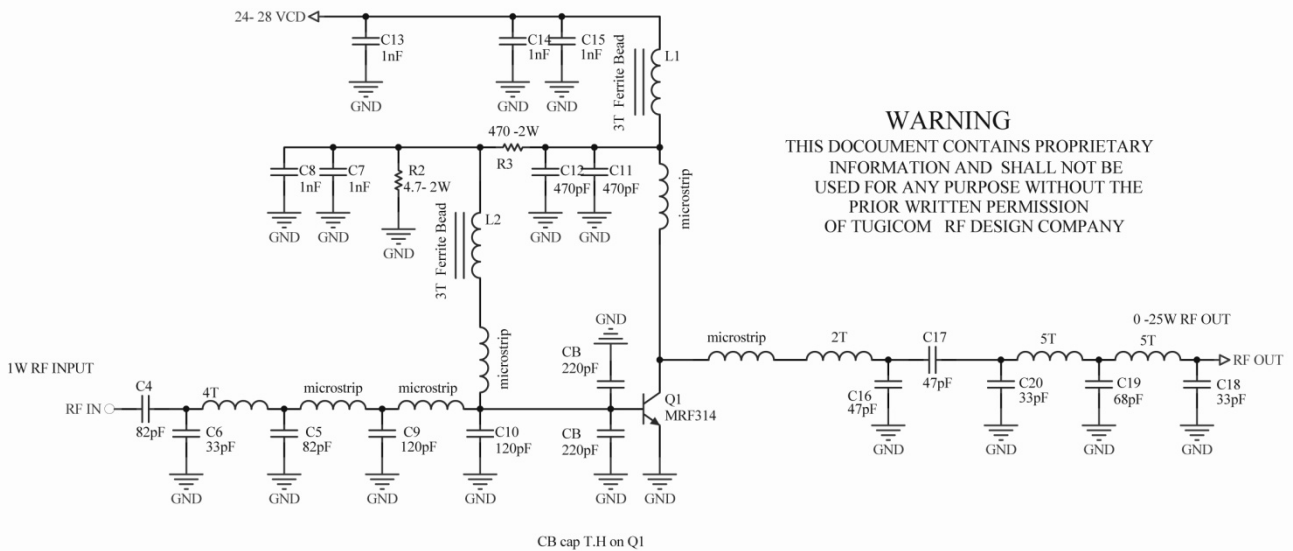 24- 28 VCD
C13
1nF
GND
C14
1nF
GND
C15
1nF
GND
3T Ferrite Bead
L1
WARNING
THIS DOCOUMENT CONTAINS PROPRIETARY
INFORMATION AND SHALL NOT BE
USED FOR ANY PURPOSE WITHOUT THE
PRIOR WRITTEN PERMISSION
OF TUGICOM RF DESIGN COMPANY
470 -2W
R3
C8
1nF
GND
C7
1nF
GND
R2
4.7- 2W
GND
C12
470pF
GND
C11
470pF
GND
microstrip
3T Ferrite Bead
L2
microstrip
GND
CB
220pF
Q1
MRF314
CB
220pF
GND
GND
1W RF INPUT
RF IN
C4
82pF
4T
C6
33pF
GND
microstrip
C5
82pF
GND
microstrip
C9
120pF
GND
C10
120pF
GND
microstrip
2T
C16
47pF
GND
C17
47pF
C20
33pF
GND
5T
C19
68pF
GND
5T
0 -25W RF OUT
RF OUT
C18
33pF
GND
CB cap T.H on Q1